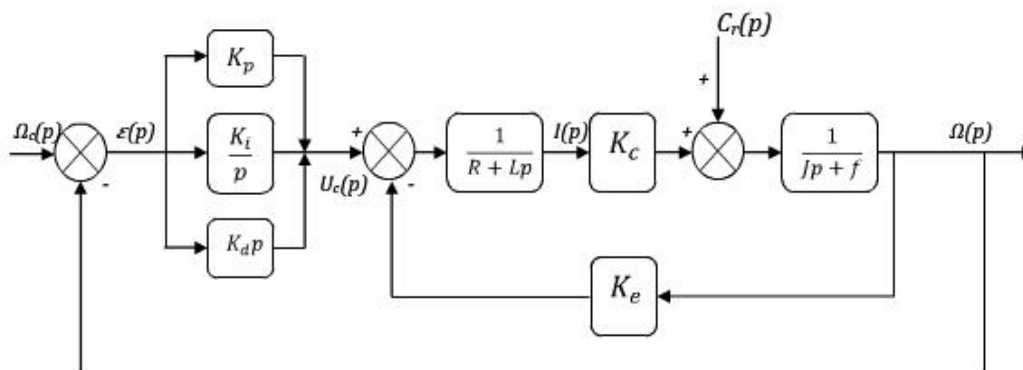 C_r(p)
K_p
+
Ω_c(p)
ε(p)
K_i
p
+
1
R + Lp
I(p)
K_c
+
1
Jp + f
Ω(p)
-
U_c(p)
-
K_d p
K_e